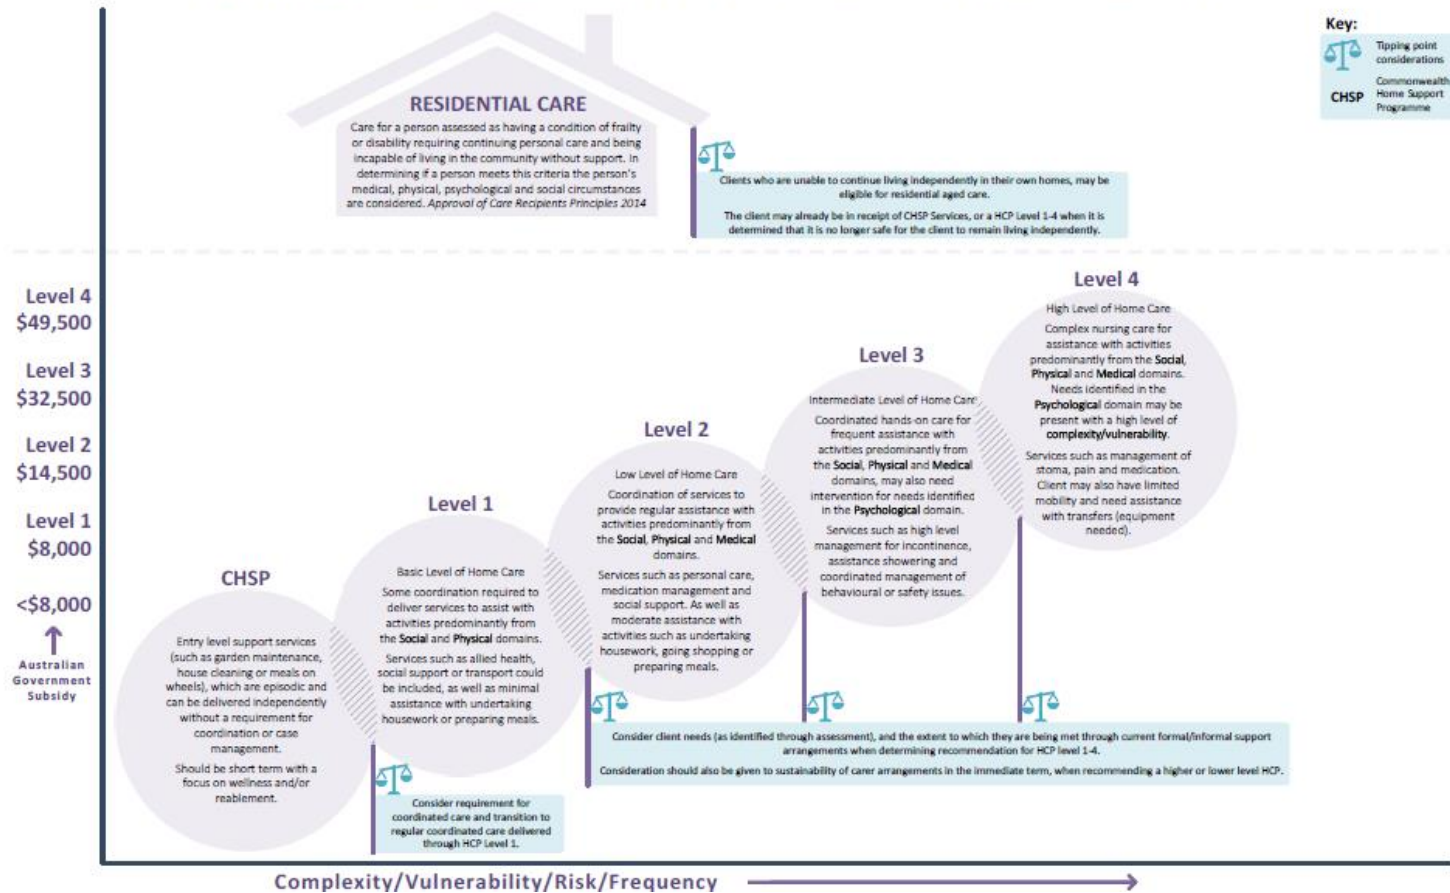 Key:
Tipping point
considerations
CHSP
Commonwealth
Home Support
Programme
RESIDENTIAL CARE
Care for a person assessed as having a condition of frailty
or disability requiring continuing personal care and being
incapable of living in the community without support. In
determining if a person meets this criteria the person's
medical, physical, psychological and social circumstances
are considered. Approval of Care Recipients Principles 2014
Clients who are unable to continue living independently in their own homes, may be
eligible for residential aged care.
The client may already be in receipt of CHSP Services, or a HCP Level 1-4 when it is
determined that it is no longer safe for the client to remain living independently.
Level 4
$49,500
Level 3
$32,500
Level 2
$14,500
Level 1
$8,000
<$8,000
Australian
Government
Subsidy
CHSP
Entry level support services
(such as garden maintenance,
house cleaning or meals on
wheels), which are episodic and
can be delivered independently
without a requirement for
coordination or case
management.
Should be short term with a
focus on wellness and/or
reablement.
Level 1
Basic Level of Home Care
Some coordination required to
deliver services to assist with
activities predominantly from
the Social and Physical domains.
Services such as allied health,
social support or transport could
be included, as well as minimal
assistance with undertaking
housework or preparing meals.
Level 2
Low Level of Home Care
Coordination of services to
provide regular assistance with
activities predominantly from
the Social, Physical and Medical
domains.
Services such as personal care,
medication management and
social support. As well as
moderate assistance with
activities such as undertaking
housework, going shopping or
preparing meals.
Level 3
Intermediate Level of Home Care
Coordinated hands-on care for
frequent assistance with
activities predominantly from
the Social, Physical and Medical
domains, may also need
intervention for needs identified
in the Psychological domain.
Services such as high level
management for incontinence,
assistance showering and
coordinated management of
behavioural or safety issues.
Level 4
High Level of Home Care
Complex nursing care for
assistance with activities
predominantly from the Social,
Physical and Medical domains.
Needs identified in the
Psychological domain may be
present with a high level of
complexity/vulnerability.
Services such as management of
stoma, pain and medication.
Client may also have limited
mobility and need assistance
with transfers (equipment
needed).
Consider requirement for
coordinated care and transition to
regular coordinated care delivered
through HCP Level 1.
Consider client needs (as identified through assessment), and the extent to which they are being met through current formal/informal support
arrangements when determining recommendation for HCP level 1-4.
Consideration should also be given to sustainability of carer arrangements in the immediate term, when recommending a higher or lower level HCP.
Complexity/Vulnerability/Risk/Frequency